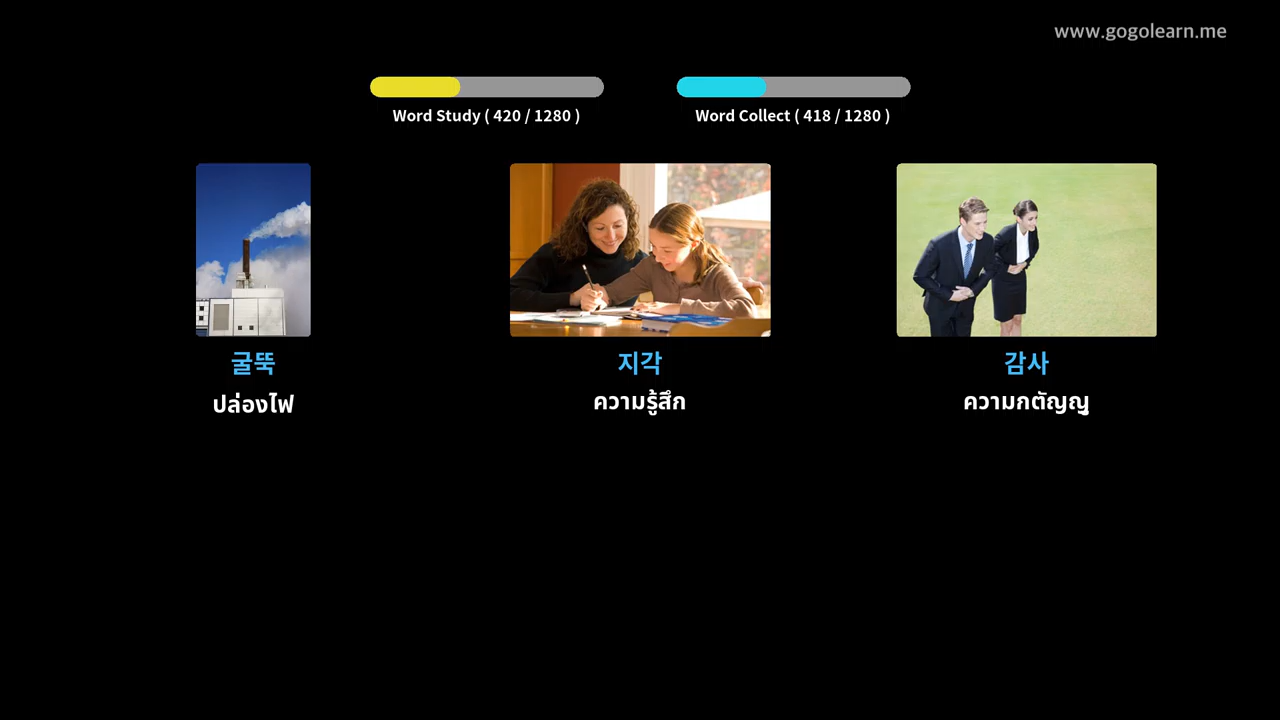 www.gogolearn.me
Word Study ( 420 / 1280 )
Word Collect ( 418 / 1280 )
굴뚝
ปล่องไฟ
지각
ความรู้สึก
감사
ความกตัญญู